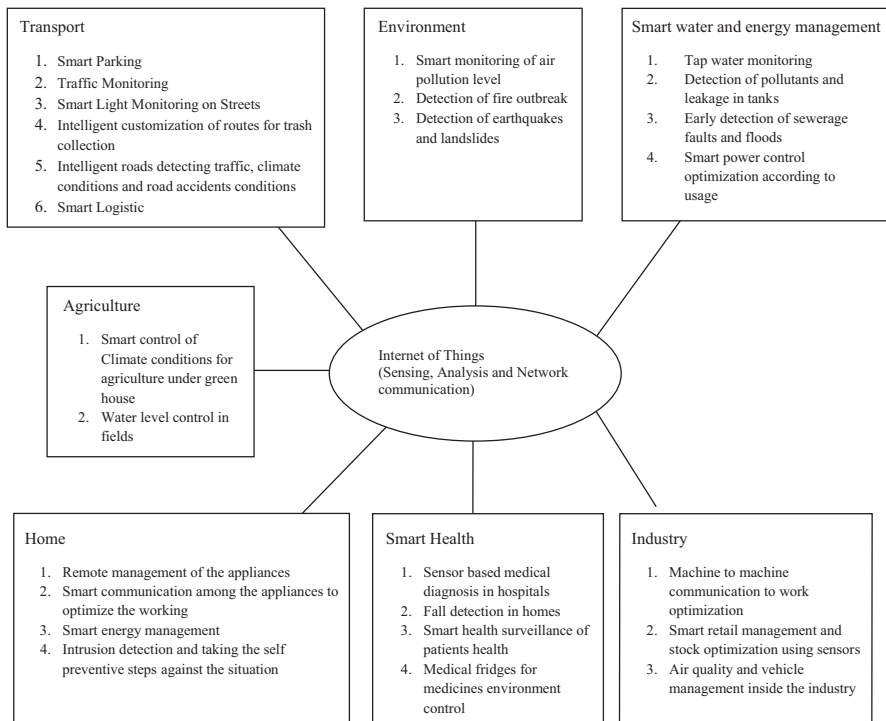 Transport
1. Smart Parking
2. Traffic Monitoring
3. Smart Light Monitoring on Streets
4. Intelligent customization of routes for trash
collection
5. Intelligent roads detecting traffic, climate
conditions and road accidents conditions
6. Smart Logistic
Environment
1. Smart monitoring of air
pollution level
2. Detection of fire outbreak
3. Detection of earthquakes
and landslides
Smart water and energy management
1. Tap water monitoring
2. Detection of pollutants and
leakage in tanks
3. Early detection of sewerage
faults and floods
4. Smart power control
optimization according to
usage
Agriculture
1. Smart control of
Climate conditions for
agriculture under green
house
2. Water level control in
fields
Internet of Things
(Sensing, Analysis and Network
communication)
Home
1. Remote management of the appliances
2. Smart communication among the appliances to
optimize the working
3. Smart energy management
4. Intrusion detection and taking the self
preventive steps against the situation
Smart Health
1. Sensor based medical
diagnosis in hospitals
2. Fall detection in homes
3. Smart health surveillance of
patients health
4. Medical fridges for
medicines environment
control
Industry
1. Machine to machine
communication to work
optimization
2. Smart retail management and
stock optimization using sensors
3. Air quality and vehicle
management inside the industry